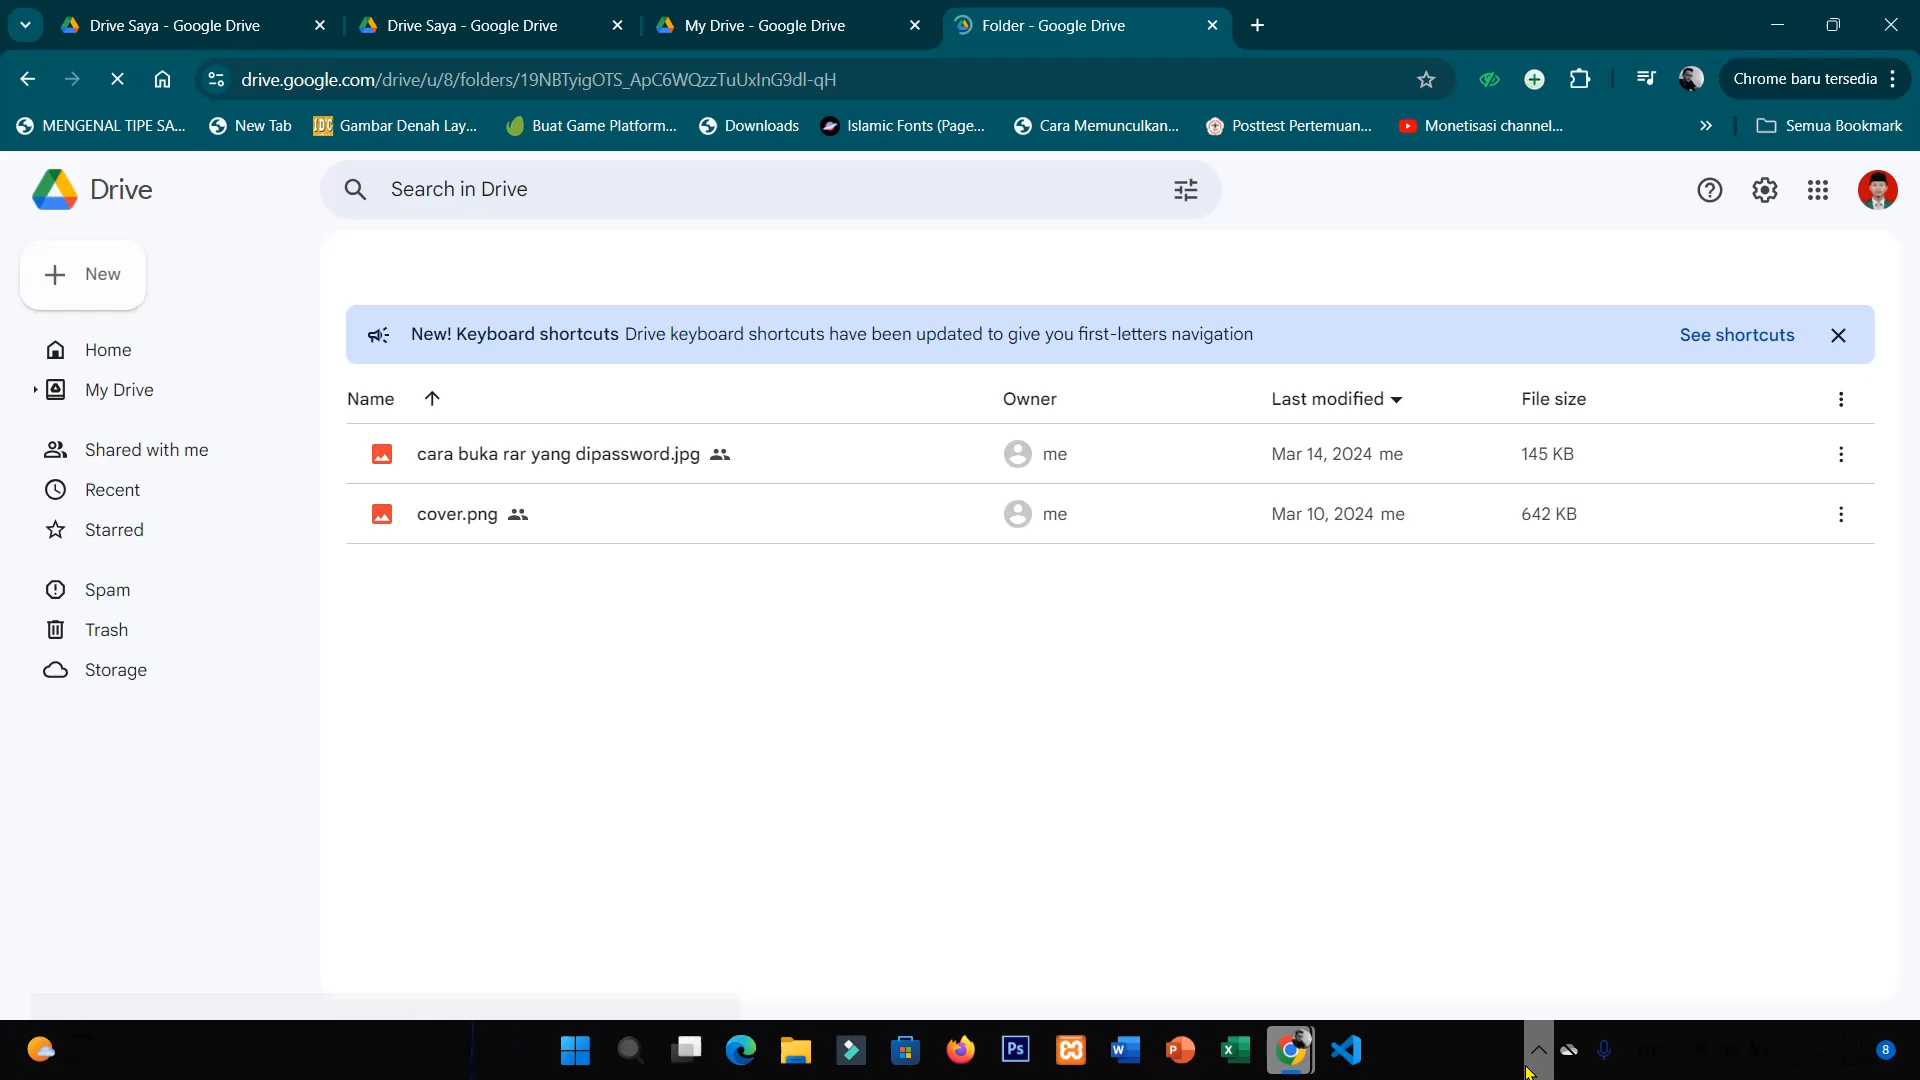 Drive Saya - Google Drive
Drive Saya - Google Drive
My Drive - Google Drive
Folder - Google Drive
drive.google.com/drive/u/8/folders/19NBTyigOTS_ApC6WQzzTuUxInG9dl-qH
Chrome baru tersedia
MENGENAL TIPE SA...
New Tab
Gambar Denah Lay...
Buat Game Platform...
Downloads
Islamic Fonts (Page...
Cara Memunculkan...
Posttest Pertemuan...
Monetisasi channel...
Semua Bookmark
Drive
Search in Drive
New
New! Keyboard shortcuts Drive keyboard shortcuts have been updated to give you first-letters navigation
See shortcuts
Home
My Drive
Shared with me
Recent
Starred
Spam
Trash
Storage
Name Owner Last modified File size
cara buka rar yang dipassword.jpg me Mar 14, 2024 me 145 KB
cover.png me Mar 10, 2024 me 642 KB
8